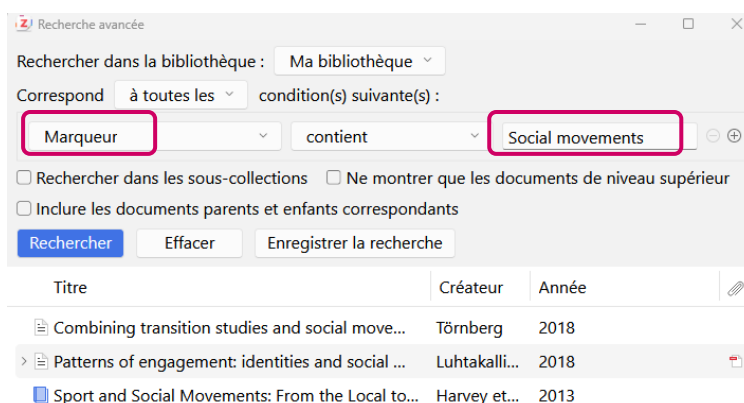 Z Recherche avancée
Rechercher dans la bibliothèque : Ma bibliothèque
Correspond à toutes les condition(s) suivante(s) :
Marqueur contient Social movements
Rechercher dans les sous-collections Ne montrer que les documents de niveau supérieur
Inclure les documents parents et enfants correspondants
Rechercher Effacer Enregistrer la recherche
Titre Créateur Année
Combining transition studies and social move... Törnberg 2018
Patterns of engagement: identities and social ... Luhtakalli... 2018
Sport and Social Movements: From the Local to... Harvey et... 2013